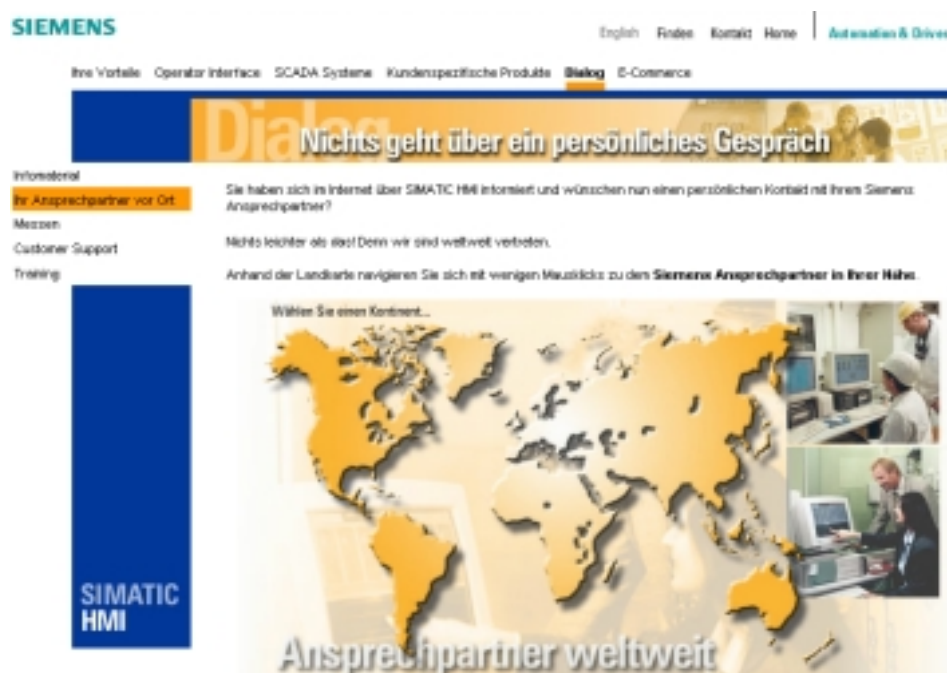 SIEMENS
English Finden Kontakt Home Automation & Drives
Ihre Vorteile Operator Interface SCADA Systeme Kundenspezifische Produkte Dialog E-Commerce
Dialog
Nichts geht über ein persönliches Gespräch
Infomaterial
Ihr Ansprechpartner vor Ort
Messen
Customer Support
Training
Sie haben sich im Internet über SIMATIC HMI informiert und wünschen nun einen persönlichen Kontakt mit Ihrem Siemens
Ansprechpartner?
Nichts leichter als das! Denn wir sind weltweit vertreten.
Anhand der Landkarte navigieren Sie sich mit wenigen Mausklicks zu dem Siemens Ansprechpartner in Ihrer Nähe.
Wählen Sie einen Kontinent...
SIMATIC
HMI
Ansprechpartner weltweit